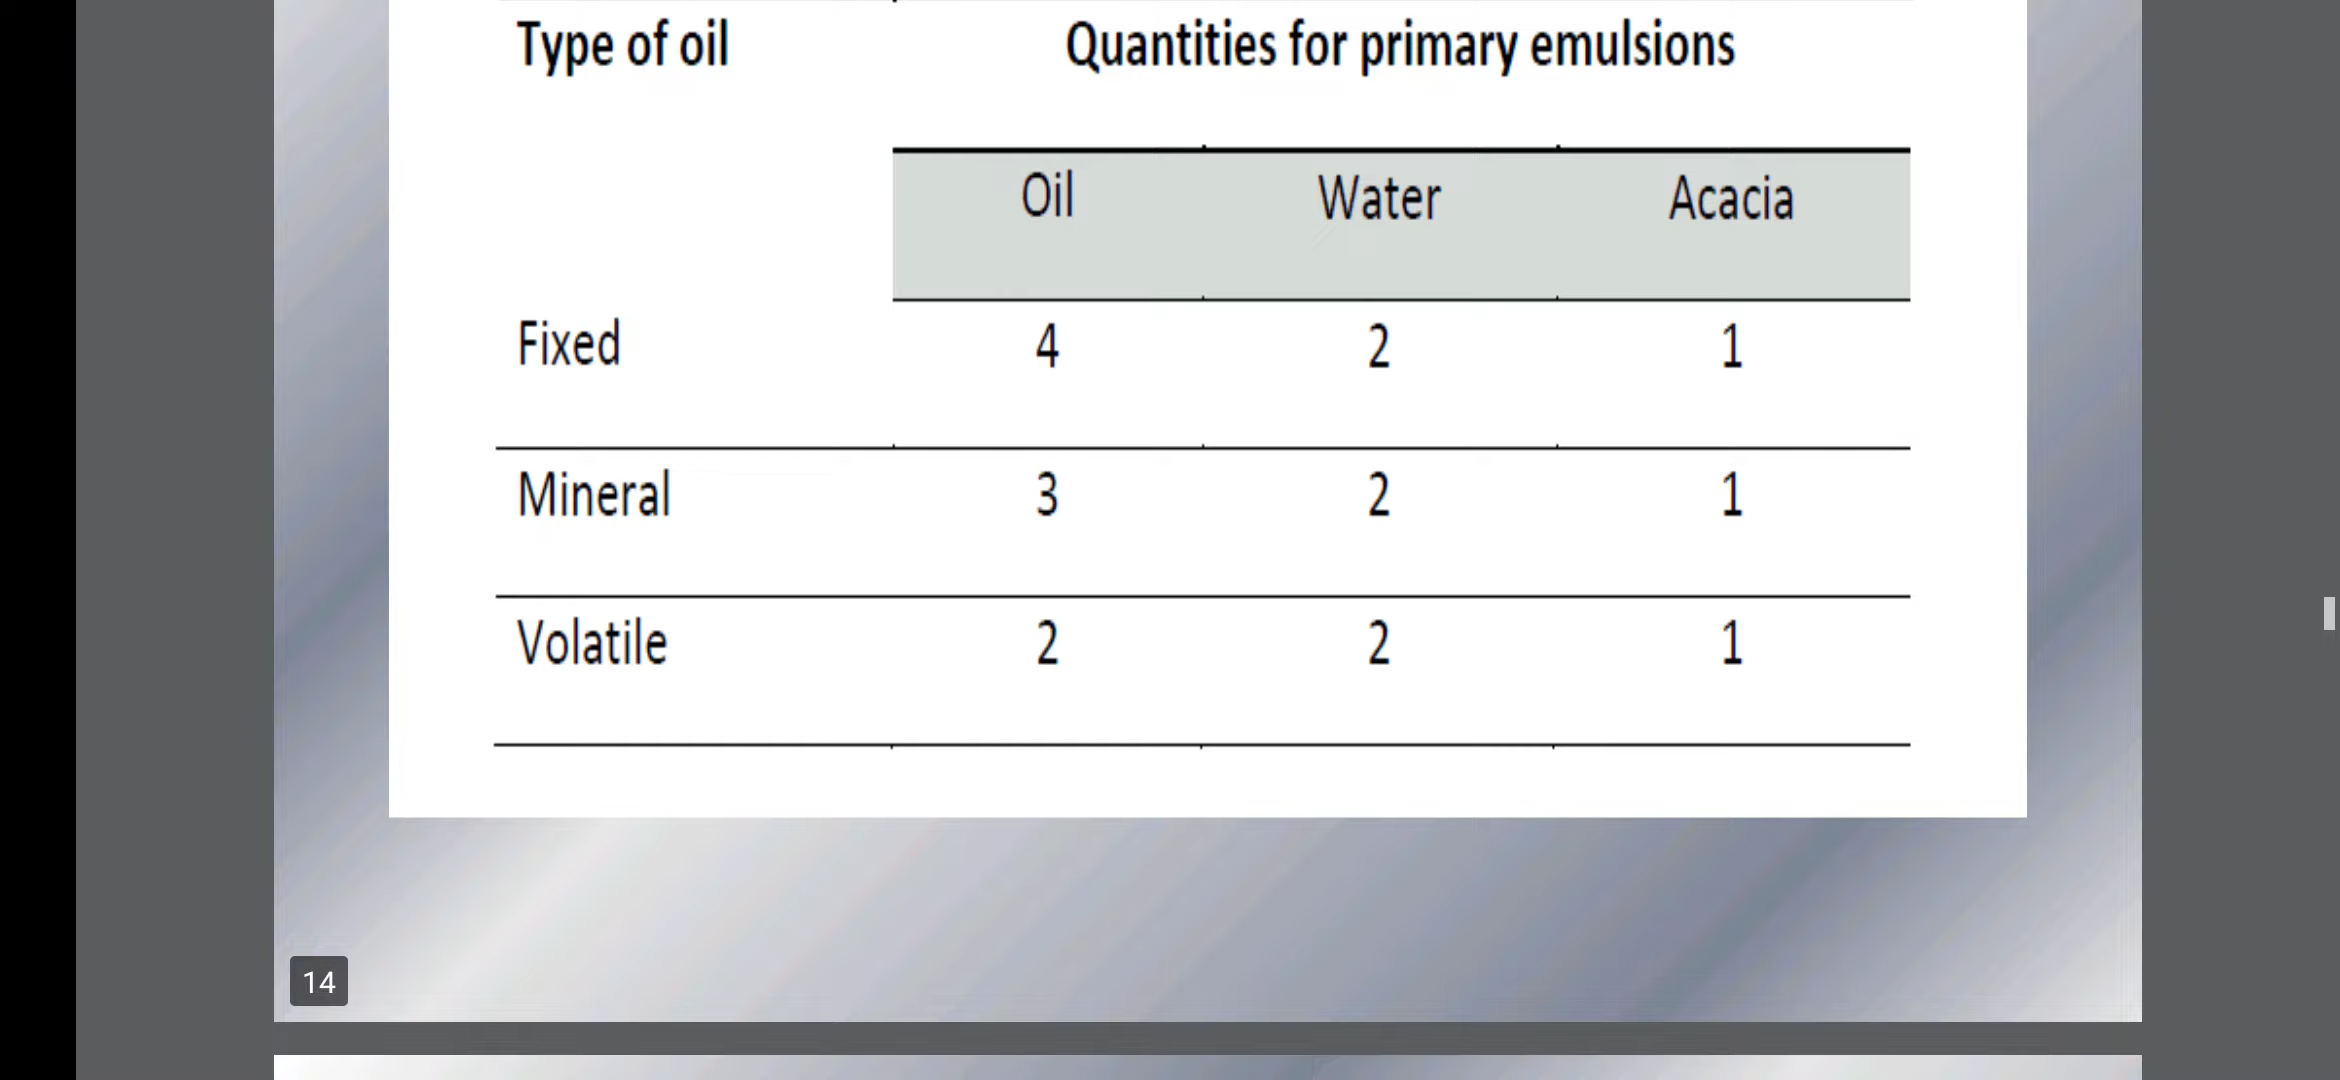 Type of oil Quantities for primary emulsions
Oil Water Acacia
Fixed 4 2 1
Mineral 3 2 1
Volatile 2 2 1
14